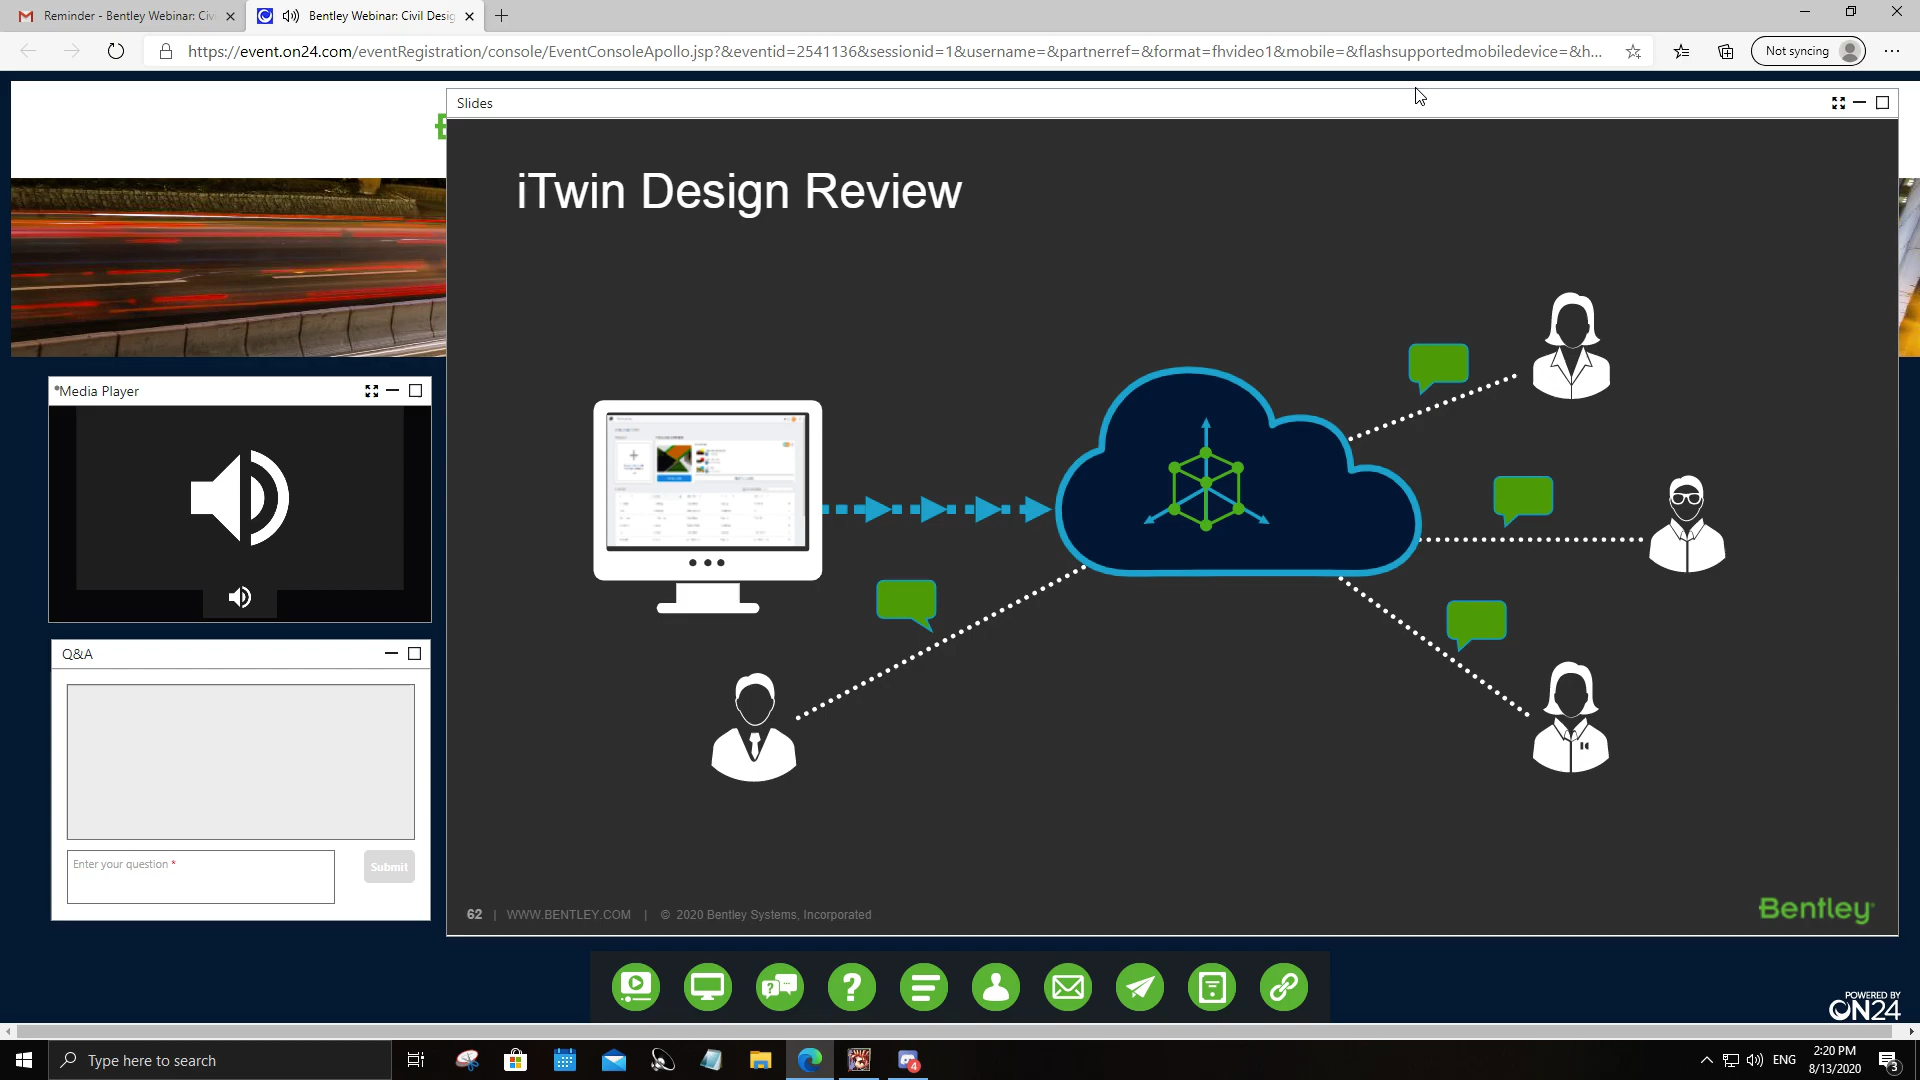 Reminder - Bentley Webinar: Civi
Bentley Webinar: Civil Desig
https://event.on24.com/eventRegistration/console/EventConsoleApollo.jsp?&eventid=2541136&sessionid=1&username=&partnerref=&format=fhvideo1&mobile=&flashsupportedmobiledevice=&h...
Not syncing
Slides
iTwin Design Review
*Media Player
Q&A
Enter your question *
Submit
62 | WWW.BENTLEY.COM | © 2020 Bentley Systems, Incorporated
Bentley
POWERED BY
ON24
Type here to search
4
ENG
2:20 PM
8/13/2020
3